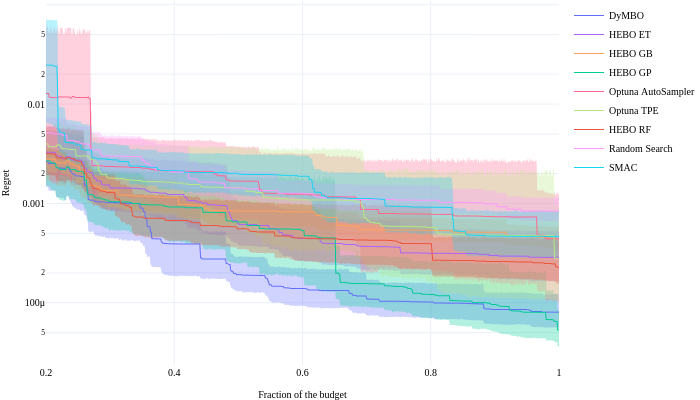 5
2
0.01
5
2
0.001
5
2
100μ
5
Regret
0.2
0.4
0.6
0.8
1
Fraction of the budget
DyMBO
HEBO ET
HEBO GB
HEBO GP
Optuna AutoSampler
Optuna TPE
HEBO RF
Random Search
SMAC